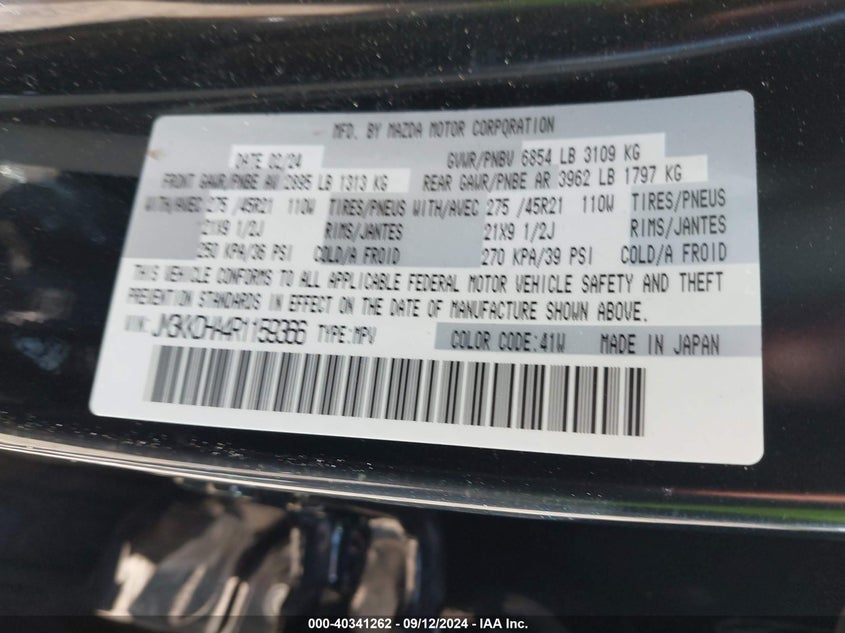 MFD. BY MAZDA MOTOR CORPORATION
DATE 02/24 GVWR/PNBV 6854 LB 3109 KG
FRONT GAWR/PNBE AV 2895 LB 1313 KG REAR GAWR/PNBE AR 3962 LB 1797 KG
WITH/AVEC 275 /45R21 110W TIRES/PNEUS WITH/AVEC 275 /45R21 110W TIRES/PNEUS
21X9 1/2J RIMS/JANTES 21X9 1/2J RIMS/JANTES
250 KPA/36 PSI COLD/A FROID 270 KPA/39 PSI COLD/A FROID
THIS VEHICLE CONFORMS TO ALL APPLICABLE FEDERAL MOTOR VEHICLE SAFETY AND THEFT
PREVENTION STANDARDS IN EFFECT ON THE DATE OF MANUFACTURE SHOWN ABOVE.
VIN: JM3KKDHA4R1159366 TYPE:MPV COLOR CODE:41W MADE IN JAPAN
000-40341262 - 09/12/2024 - IAA Inc.